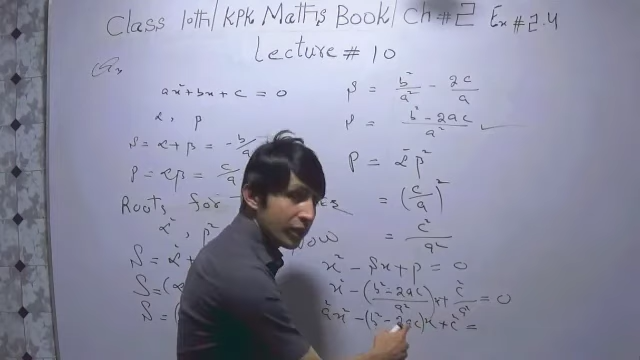 Class 10th/KPK Maths Book/Ch#2 Ex#2.4
Lecture # 10
ax²+bx+c=0
α, β
S = α+β = -b/a
P = αβ = c/a
Roots for
α², β²
S = α² +
S = (α
S = (
S = b²/a² - 2c/a
S = b²-2ac/a²
P = α²β²
= (c/a)²
= c²/a²
x² - Sx + P = 0
x² - (b²-2ac/a²)x + c²/a² = 0
a²x² - (b²-2ac)x + c² =